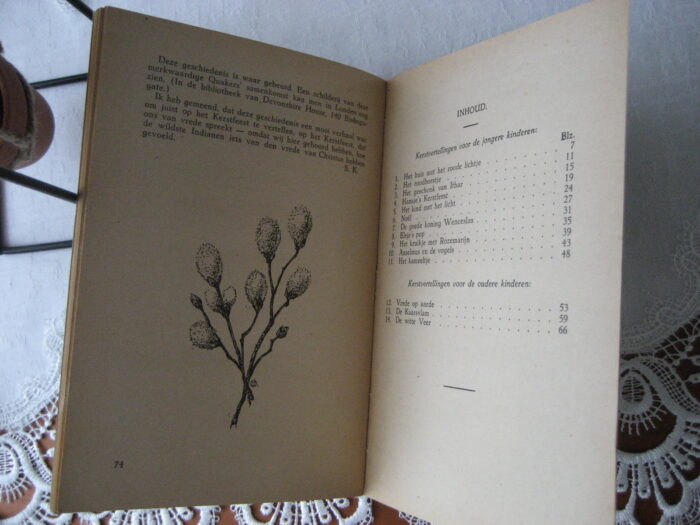 Deze geschiedenis is waar gebeurd. Een schilderij van deze
merkwaardige Quakers' samenkomst kan men in Londen nog
zien. (In de bibliotheek van Devonshire House, 140 Bishops-
gate.)
Ik heb gemeend, dat deze geschiedenis een mooi verhaal was
om juist op het Kerstfeest te vertellen, op het Kerstfeest, dat
ons van vrede spreekt — omdat wij hier gehoord hebben, hoe
de wildste Indianen iets van den vrede van Christus hebben
gevoeld.
S. K.
74
INHOUD.
Kerstvertellingen voor de jongere kinderen:
Blz.
1. Het huis met het roode lichtje 7
2. Het roodborstje 11
3. Het geschenk van Ithar 15
4. Hansje's Kerstfeest 19
5. Het kind met het licht 24
6. Noël 27
7. De goede koning Wenceslas 31
8. Elsje's pop 35
9. Het kruikje met Rozemarijn 39
10. Anselmus en de vogels 43
11. Het kameeltje 48
Kerstvertellingen voor de oudere kinderen:
12. Vrede op aarde 53
13. De Kaarsvlam 59
14. De witte Veer 66